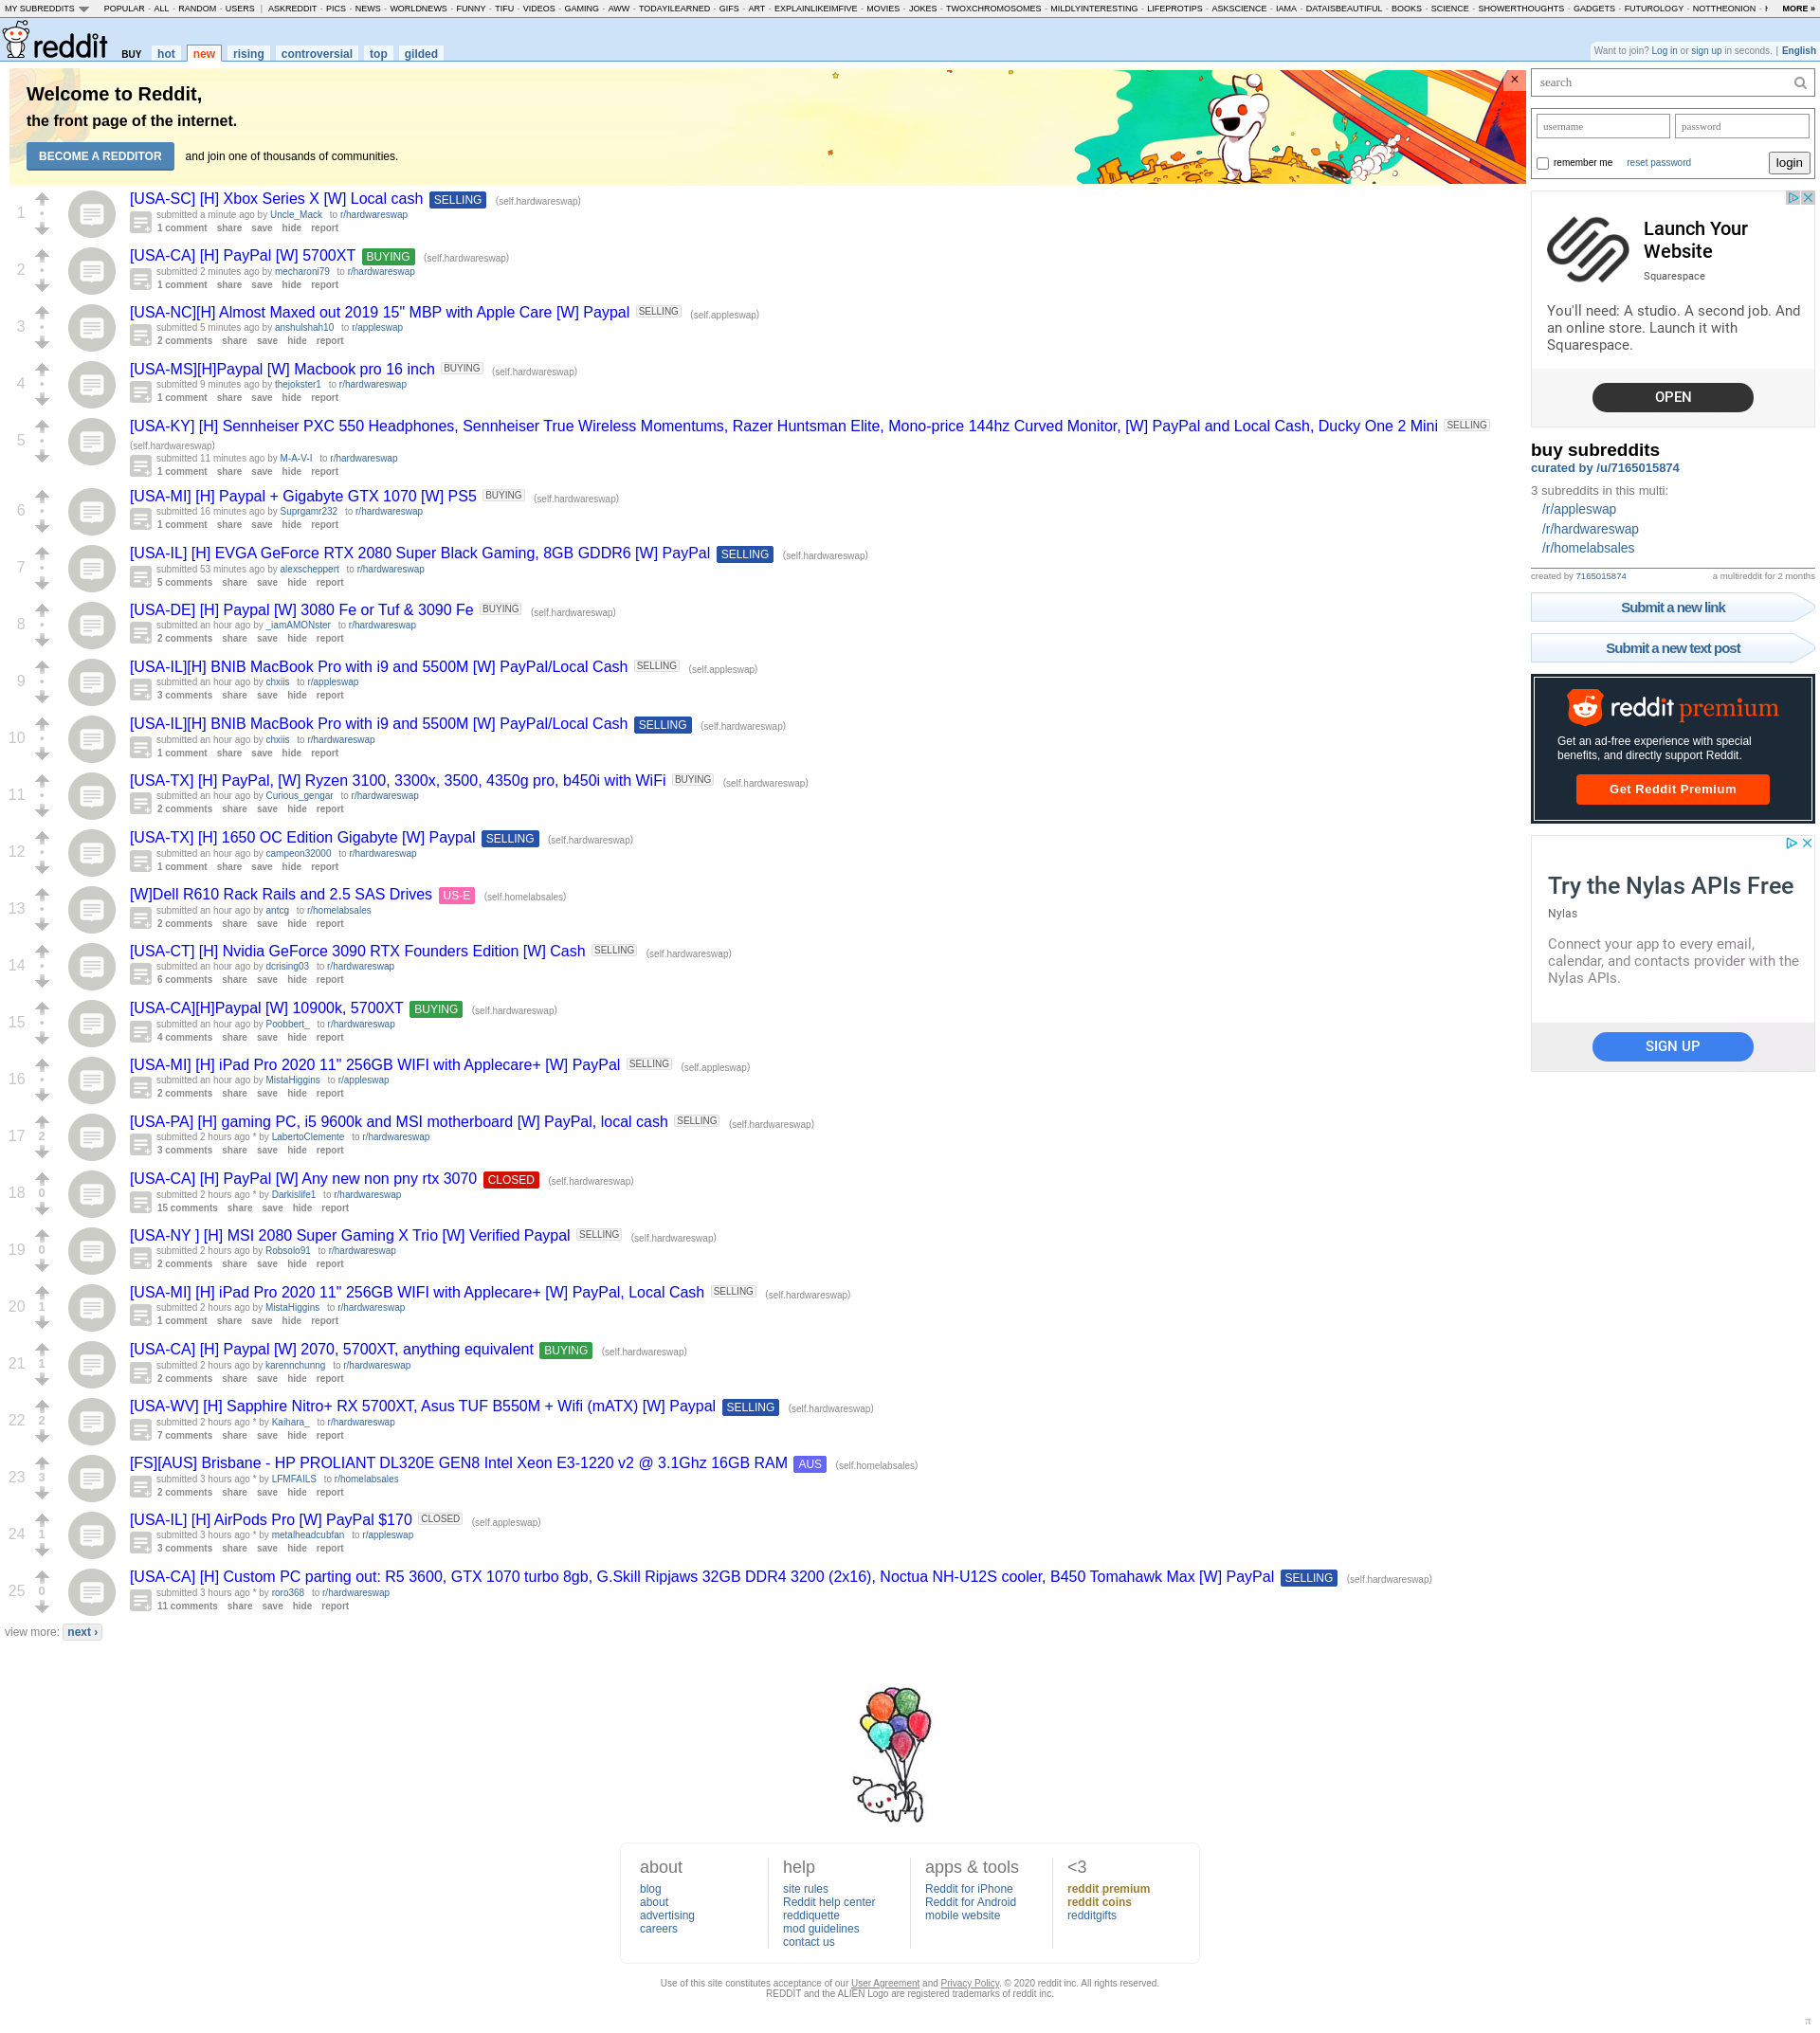 MY SUBREDDITS POPULAR - ALL - RANDOM - USERS | ASKREDDIT - PICS - NEWS - WORLDNEWS - FUNNY - TIFU - VIDEOS - GAMING - AWW - TODAYILEARNED - GIFS - ART - EXPLAINLIKEIMFIVE - MOVIES - JOKES - TWOXCHROMOSOMES - MILDLYINTERESTING - LIFEPROTIPS - ASKSCIENCE - IAMA - DATAISBEAUTIFUL - BOOKS - SCIENCE - SHOWERTHOUGHTS - GADGETS - FUTUROLOGY - NOTTHEONION - MORE »
reddit BUY hot new rising controversial top gilded
Want to join? Log in or sign up in seconds. | English
Welcome to Reddit,
the front page of the internet.
BECOME A REDDITOR and join one of thousands of communities.
×
1
[USA-SC] [H] Xbox Series X [W] Local cash SELLING (self.hardwareswap)
submitted a minute ago by Uncle_Mack to r/hardwareswap
1 comment share save hide report
2
[USA-CA] [H] PayPal [W] 5700XT BUYING (self.hardwareswap)
submitted 2 minutes ago by mecharoni79 to r/hardwareswap
1 comment share save hide report
3
[USA-NC][H] Almost Maxed out 2019 15" MBP with Apple Care [W] Paypal SELLING (self.appleswap)
submitted 5 minutes ago by anshulshah10 to r/appleswap
2 comments share save hide report
4
[USA-MS][H]Paypal [W] Macbook pro 16 inch BUYING (self.hardwareswap)
submitted 9 minutes ago by thejokster1 to r/hardwareswap
1 comment share save hide report
5
[USA-KY] [H] Sennheiser PXC 550 Headphones, Sennheiser True Wireless Momentums, Razer Huntsman Elite, Mono-price 144hz Curved Monitor, [W] PayPal and Local Cash, Ducky One 2 Mini SELLING
(self.hardwareswap)
submitted 11 minutes ago by M-A-V-I to r/hardwareswap
1 comment share save hide report
6
[USA-MI] [H] Paypal + Gigabyte GTX 1070 [W] PS5 BUYING (self.hardwareswap)
submitted 16 minutes ago by Suprgamr232 to r/hardwareswap
1 comment share save hide report
7
[USA-IL] [H] EVGA GeForce RTX 2080 Super Black Gaming, 8GB GDDR6 [W] PayPal SELLING (self.hardwareswap)
submitted 53 minutes ago by alexscheppert to r/hardwareswap
5 comments share save hide report
8
[USA-DE] [H] Paypal [W] 3080 Fe or Tuf & 3090 Fe BUYING (self.hardwareswap)
submitted an hour ago by _iamAMONster to r/hardwareswap
2 comments share save hide report
9
[USA-IL][H] BNIB MacBook Pro with i9 and 5500M [W] PayPal/Local Cash SELLING (self.appleswap)
submitted an hour ago by chxiis to r/appleswap
3 comments share save hide report
10
[USA-IL][H] BNIB MacBook Pro with i9 and 5500M [W] PayPal/Local Cash SELLING (self.hardwareswap)
submitted an hour ago by chxiis to r/hardwareswap
1 comment share save hide report
11
[USA-TX] [H] PayPal, [W] Ryzen 3100, 3300x, 3500, 4350g pro, b450i with WiFi BUYING (self.hardwareswap)
submitted an hour ago by Curious_gengar to r/hardwareswap
2 comments share save hide report
12
[USA-TX] [H] 1650 OC Edition Gigabyte [W] Paypal SELLING (self.hardwareswap)
submitted an hour ago by campeon32000 to r/hardwareswap
1 comment share save hide report
13
[W]Dell R610 Rack Rails and 2.5 SAS Drives US-E (self.homelabsales)
submitted an hour ago by antcg to r/homelabsales
2 comments share save hide report
14
[USA-CT] [H] Nvidia GeForce 3090 RTX Founders Edition [W] Cash SELLING (self.hardwareswap)
submitted an hour ago by dcrising03 to r/hardwareswap
6 comments share save hide report
15
[USA-CA][H]Paypal [W] 10900k, 5700XT BUYING (self.hardwareswap)
submitted an hour ago by Poobbert_ to r/hardwareswap
4 comments share save hide report
16
[USA-MI] [H] iPad Pro 2020 11" 256GB WIFI with Applecare+ [W] PayPal SELLING (self.appleswap)
submitted an hour ago by MistaHiggins to r/appleswap
2 comments share save hide report
17 2
[USA-PA] [H] gaming PC, i5 9600k and MSI motherboard [W] PayPal, local cash SELLING (self.hardwareswap)
submitted 2 hours ago * by LabertoClemente to r/hardwareswap
3 comments share save hide report
18 0
[USA-CA] [H] PayPal [W] Any new non pny rtx 3070 CLOSED (self.hardwareswap)
submitted 2 hours ago * by Darkislife1 to r/hardwareswap
15 comments share save hide report
19 0
[USA-NY ] [H] MSI 2080 Super Gaming X Trio [W] Verified Paypal SELLING (self.hardwareswap)
submitted 2 hours ago by Robsolo91 to r/hardwareswap
2 comments share save hide report
20 1
[USA-MI] [H] iPad Pro 2020 11" 256GB WIFI with Applecare+ [W] PayPal, Local Cash SELLING (self.hardwareswap)
submitted 2 hours ago by MistaHiggins to r/hardwareswap
1 comment share save hide report
21 1
[USA-CA] [H] Paypal [W] 2070, 5700XT, anything equivalent BUYING (self.hardwareswap)
submitted 2 hours ago by karennchunng to r/hardwareswap
2 comments share save hide report
22 2
[USA-WV] [H] Sapphire Nitro+ RX 5700XT, Asus TUF B550M + Wifi (mATX) [W] Paypal SELLING (self.hardwareswap)
submitted 2 hours ago * by Kaihara_ to r/hardwareswap
7 comments share save hide report
23 3
[FS][AUS] Brisbane - HP PROLIANT DL320E GEN8 Intel Xeon E3-1220 v2 @ 3.1Ghz 16GB RAM AUS (self.homelabsales)
submitted 3 hours ago * by LFMFAILS to r/homelabsales
2 comments share save hide report
24 1
[USA-IL] [H] AirPods Pro [W] PayPal $170 CLOSED (self.appleswap)
submitted 3 hours ago * by metalheadcubfan to r/appleswap
3 comments share save hide report
25 0
[USA-CA] [H] Custom PC parting out: R5 3600, GTX 1070 turbo 8gb, G.Skill Ripjaws 32GB DDR4 3200 (2x16), Noctua NH-U12S cooler, B450 Tomahawk Max [W] PayPal SELLING (self.hardwareswap)
submitted 3 hours ago * by roro368 to r/hardwareswap
11 comments share save hide report
view more: next ›
search
username password
remember me reset password login
Launch Your
Website
Squarespace
You'll need: A studio. A second job. And
an online store. Launch it with
Squarespace.
OPEN
buy subreddits
curated by /u/7165015874
3 subreddits in this multi:
/r/appleswap
/r/hardwareswap
/r/homelabsales
created by 7165015874 a multireddit for 2 months
Submit a new link
Submit a new text post
reddit premium
Get an ad-free experience with special
benefits, and directly support Reddit.
Get Reddit Premium
Try the Nylas APIs Free
Nylas
Connect your app to every email,
calendar, and contacts provider with the
Nylas APIs.
SIGN UP
about
blog
about
advertising
careers
help
site rules
Reddit help center
reddiquette
mod guidelines
contact us
apps & tools
Reddit for iPhone
Reddit for Android
mobile website
<3
reddit premium
reddit coins
redditgifts
Use of this site constitutes acceptance of our User Agreement and Privacy Policy. © 2020 reddit inc. All rights reserved.
REDDIT and the ALIEN Logo are registered trademarks of reddit inc.
π